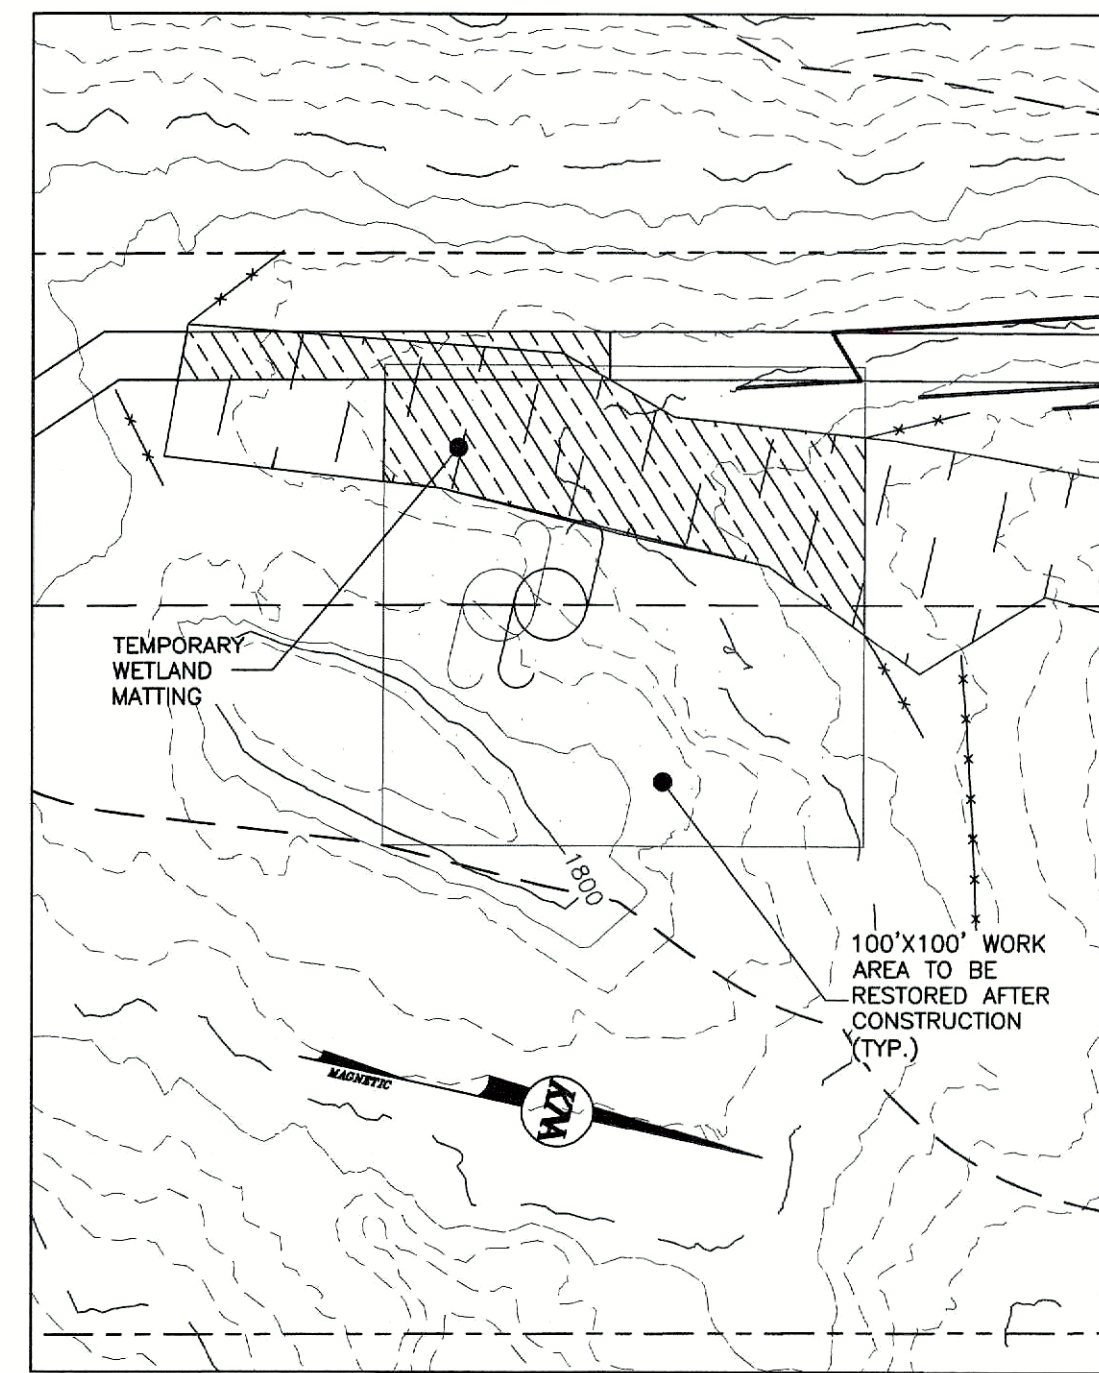 TEMPORARY
WETLAND
MATTING
1800
100'X100' WORK
AREA TO BE
RESTORED AFTER
CONSTRUCTION
(TYP.)
MAGNETIC